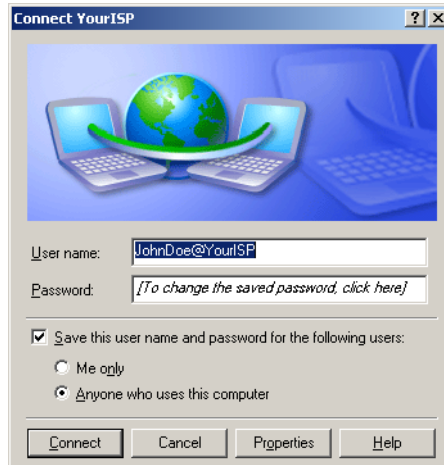 Connect YourISP
User name: JohnDoe@YourISP
Password: [To change the saved password, click here]
Save this user name and password for the following users:
Me only
Anyone who uses this computer
Connect Cancel Properties Help